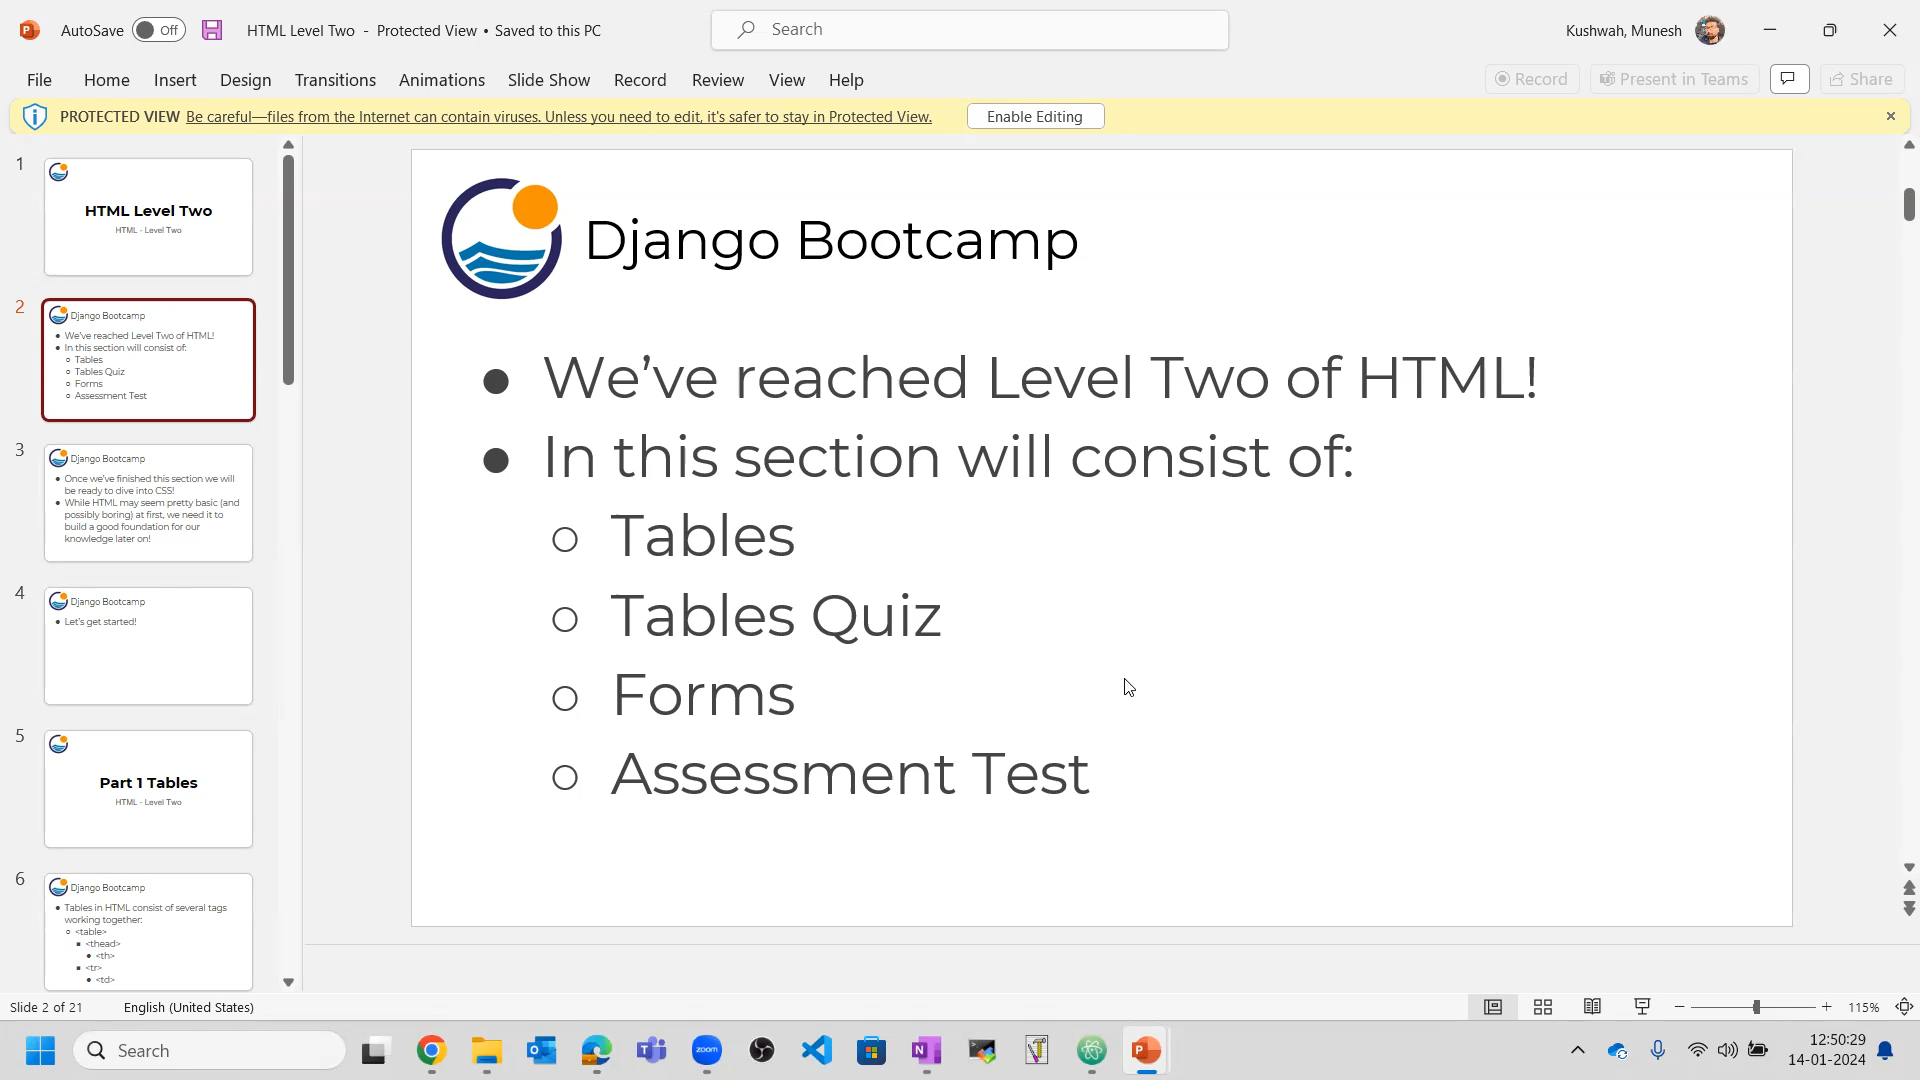 AutoSave Off HTML Level Two - Protected View • Saved to this PC Search Kushwah, Munesh
File Home Insert Design Transitions Animations Slide Show Record Review View Help Record Present in Teams Share
PROTECTED VIEW Be careful—files from the Internet can contain viruses. Unless you need to edit, it's safer to stay in Protected View. Enable Editing
1
HTML Level Two
HTML - Level Two
2
Django Bootcamp
● We've reached Level Two of HTML!
● In this section will consist of:
○ Tables
○ Tables Quiz
○ Forms
○ Assessment Test
3
Django Bootcamp
● Once we've finished this section we will
be ready to dive into CSS!
● While HTML may seem pretty basic (and
possibly boring) at first, we need it to
build a good foundation for our
knowledge later on!
4
Django Bootcamp
● Let's get started!
5
Part 1 Tables
HTML - Level Two
6
Django Bootcamp
● Tables in HTML consist of several tags
working together:
○ <table>
■ <thead>
● <th>
■ <tr>
● <td>
Django Bootcamp
● We’ve reached Level Two of HTML!
● In this section will consist of:
○ Tables
○ Tables Quiz
○ Forms
○ Assessment Test
Slide 2 of 21 English (United States) 115%
Search zoom 12:50:29
14-01-2024